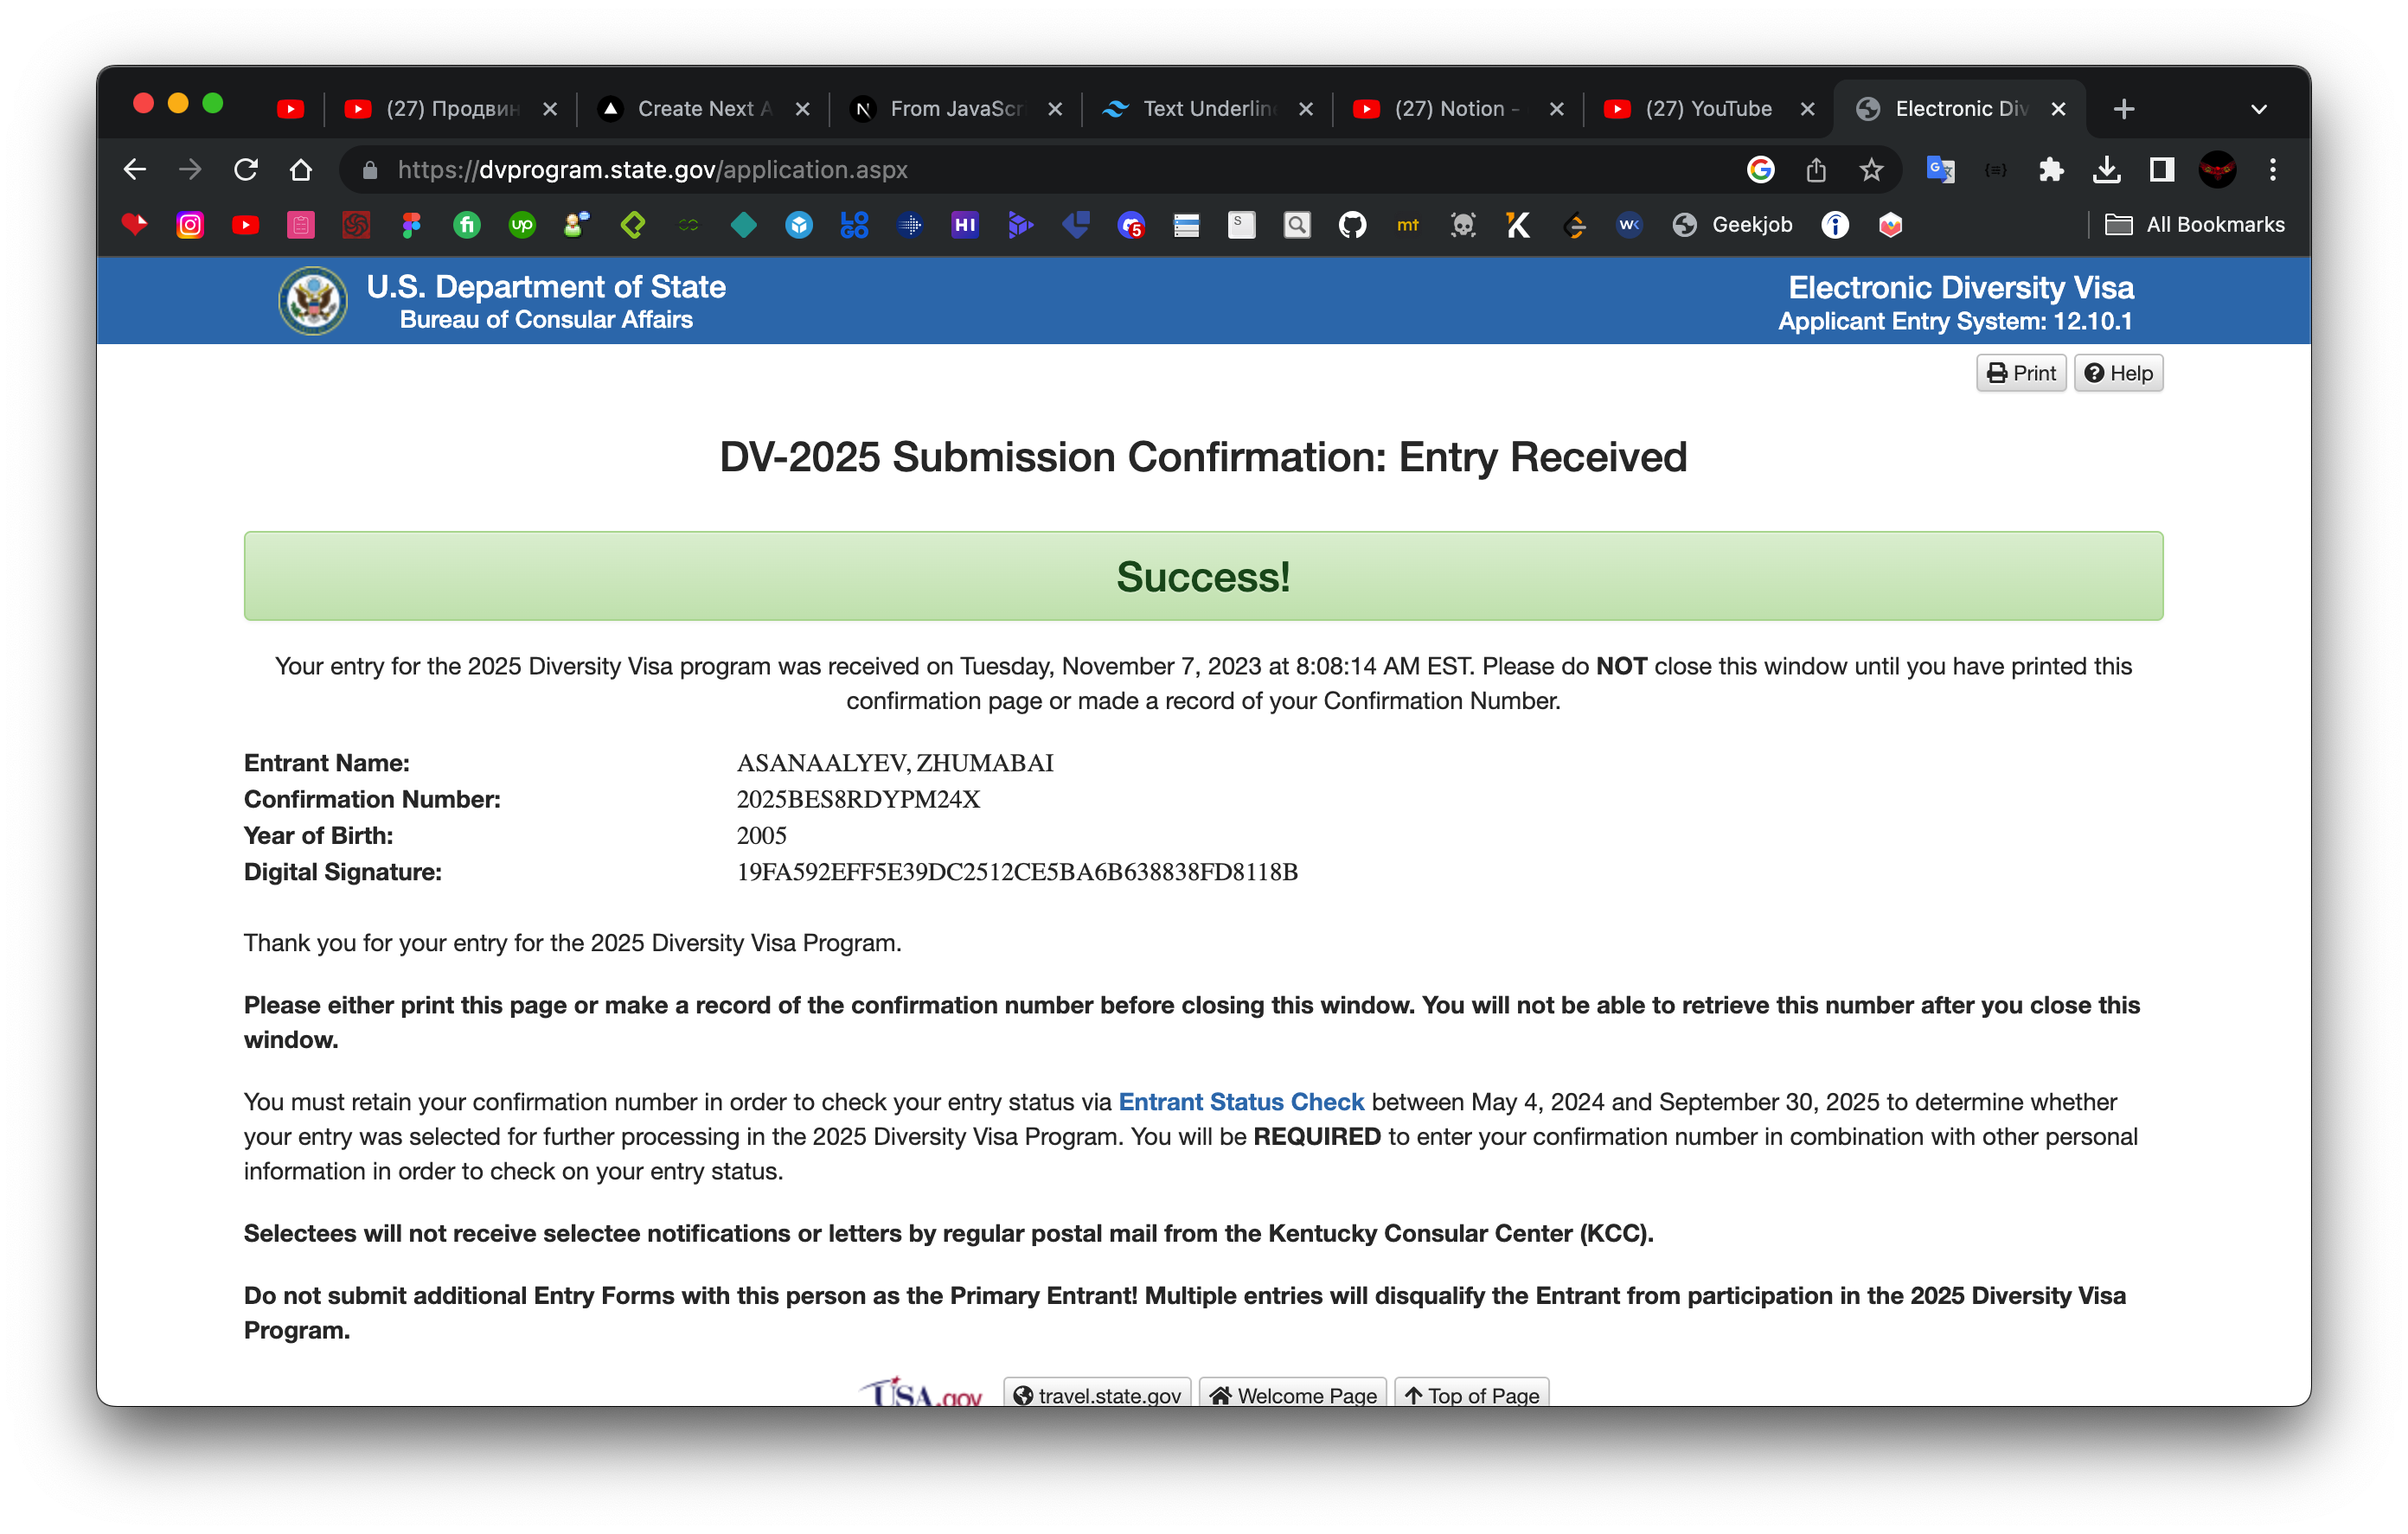 (27) Продвин
Create Next A
From JavaScri
Text Underline
(27) Notion -
(27) YouTube
Electronic Div
https://dvprogram.state.gov/application.aspx
LO
GO
HI
5
S
mt
WK
Geekjob
All Bookmarks
U.S. Department of State
Bureau of Consular Affairs
Electronic Diversity Visa
Applicant Entry System: 12.10.1
Print
Help
DV-2025 Submission Confirmation: Entry Received
Success!
Your entry for the 2025 Diversity Visa program was received on Tuesday, November 7, 2023 at 8:08:14 AM EST. Please do NOT close this window until you have printed this
confirmation page or made a record of your Confirmation Number.
Entrant Name: ASANAALYEV, ZHUMABAI
Confirmation Number: 2025BES8RDYPM24X
Year of Birth: 2005
Digital Signature: 19FA592EFF5E39DC2512CE5BA6B638838FD8118B
Thank you for your entry for the 2025 Diversity Visa Program.
Please either print this page or make a record of the confirmation number before closing this window. You will not be able to retrieve this number after you close this
window.
You must retain your confirmation number in order to check your entry status via Entrant Status Check between May 4, 2024 and September 30, 2025 to determine whether
your entry was selected for further processing in the 2025 Diversity Visa Program. You will be REQUIRED to enter your confirmation number in combination with other personal
information in order to check on your entry status.
Selectees will not receive selectee notifications or letters by regular postal mail from the Kentucky Consular Center (KCC).
Do not submit additional Entry Forms with this person as the Primary Entrant! Multiple entries will disqualify the Entrant from participation in the 2025 Diversity Visa
Program.
USA.gov
travel.state.gov
Welcome Page
Top of Page